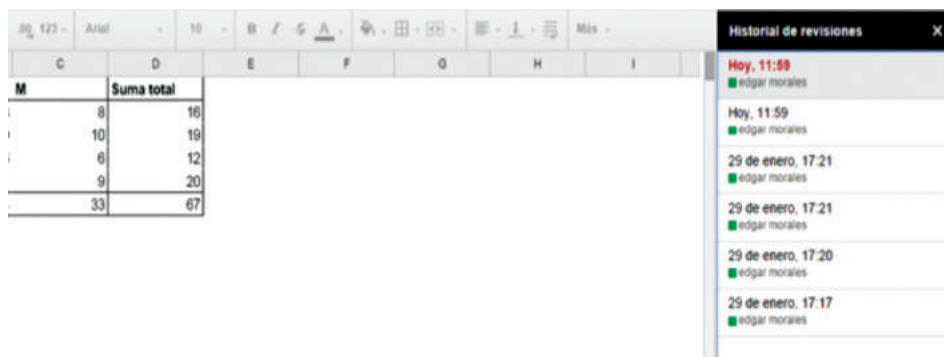 .00 123 Arial 10 B I S A Más
Historial de revisiones X
C D E F G H I
M Suma total
8 16
10 19
6 12
9 20
33 67
Hoy, 11:59
edgar morales
Hoy, 11:59
edgar morales
29 de enero, 17:21
edgar morales
29 de enero, 17:21
edgar morales
29 de enero, 17:20
edgar morales
29 de enero, 17:17
edgar morales